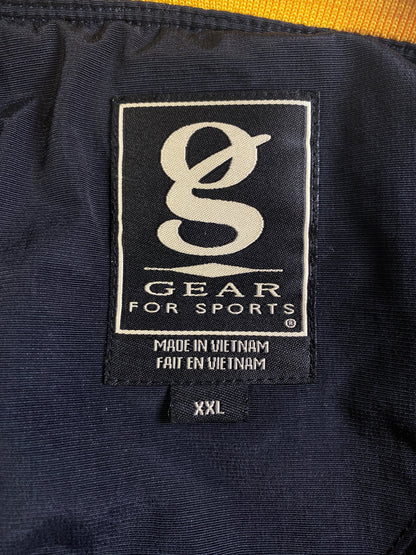 g
GEAR
FOR SPORTS
®
MADE IN VIETNAM
FAIT EN VIETNAM
XXL